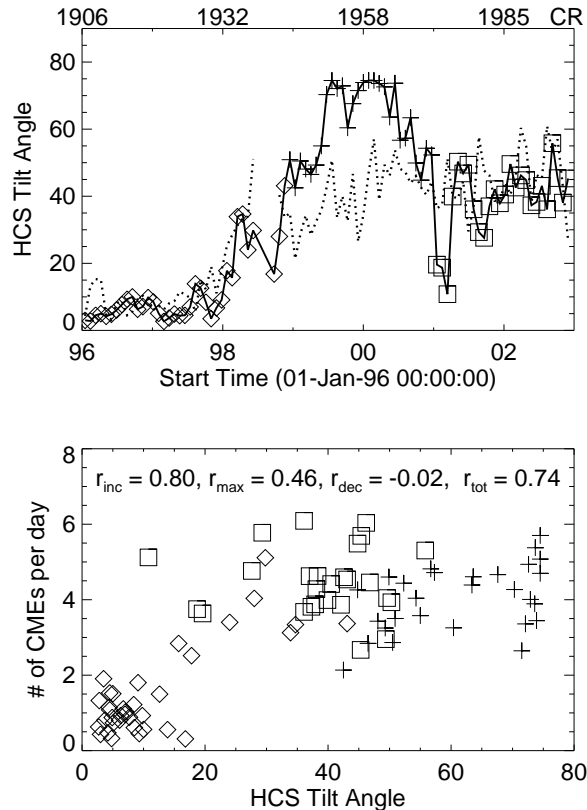 1906 1932 1958 1985 CR
80
60
40
20
0
HCS Tilt Angle
96 98 00 02
Start Time (01-Jan-96 00:00:00)
8
6
4
2
0
# of CMEs per day
r_inc = 0.80, r_max = 0.46, r_dec = -0.02, r_tot = 0.74
0 20 40 60 80
HCS Tilt Angle